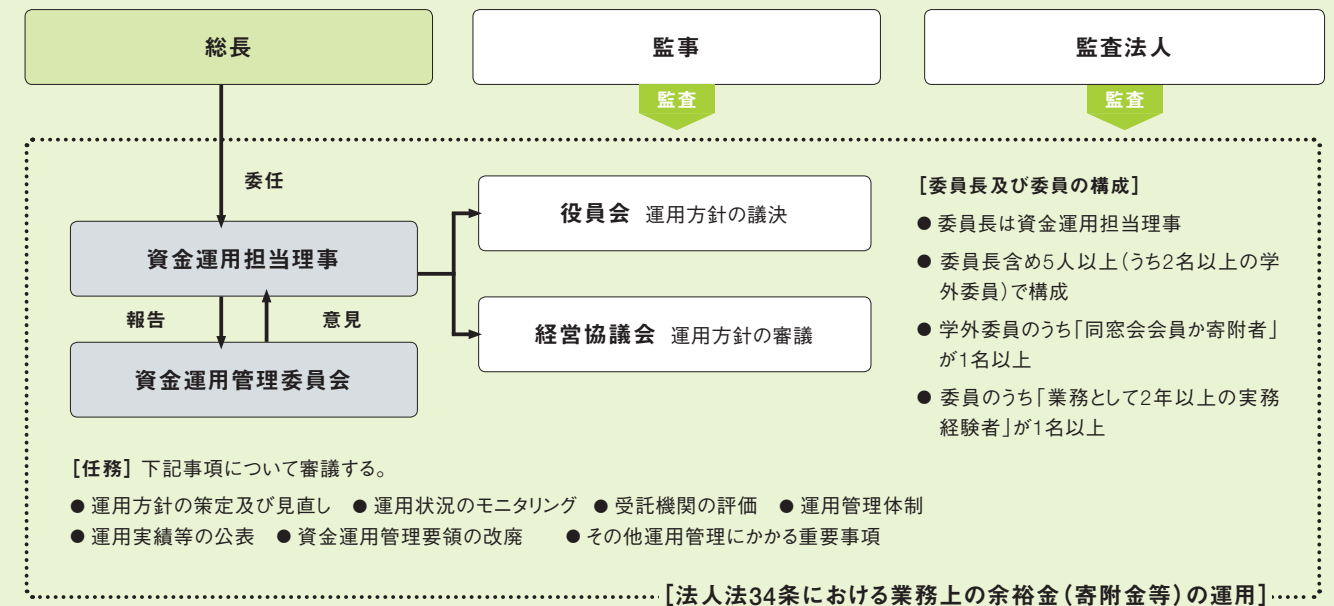 総長
監事
監査法人
監査
監査
委任
資金運用担当理事
報告
意見
資金運用管理委員会
役員会 運用方針の議決
経営協議会 運用方針の審議
[委員長及び委員の構成]
● 委員長は資金運用担当理事
● 委員長含め5人以上(うち2名以上の学
外委員)で構成
● 学外委員のうち「同窓会会員か寄附者」
が1名以上
● 委員のうち「業務として2年以上の実務
経験者」が1名以上
[任務] 下記事項について審議する。
● 運用方針の策定及び見直し ● 運用状況のモニタリング ● 受託機関の評価 ● 運用管理体制
● 運用実績等の公表 ● 資金運用管理要領の改廃 ● その他運用管理にかかる重要事項
[法人法34条における業務上の余裕金(寄附金等)の運用]